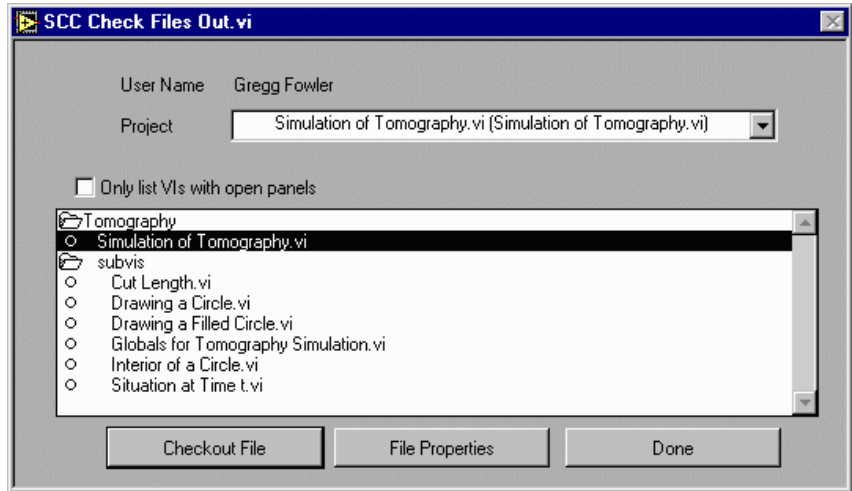 SCC Check Files Out.vi
User Name Gregg Fowler
Project Simulation of Tomography.vi (Simulation of Tomography.vi)
Only list VIs with open panels
Tomography
Simulation of Tomography.vi
subvis
Cut Length.vi
Drawing a Circle.vi
Drawing a Filled Circle.vi
Globals for Tomography Simulation.vi
Interior of a Circle.vi
Situation at Time t.vi
Checkout File File Properties Done